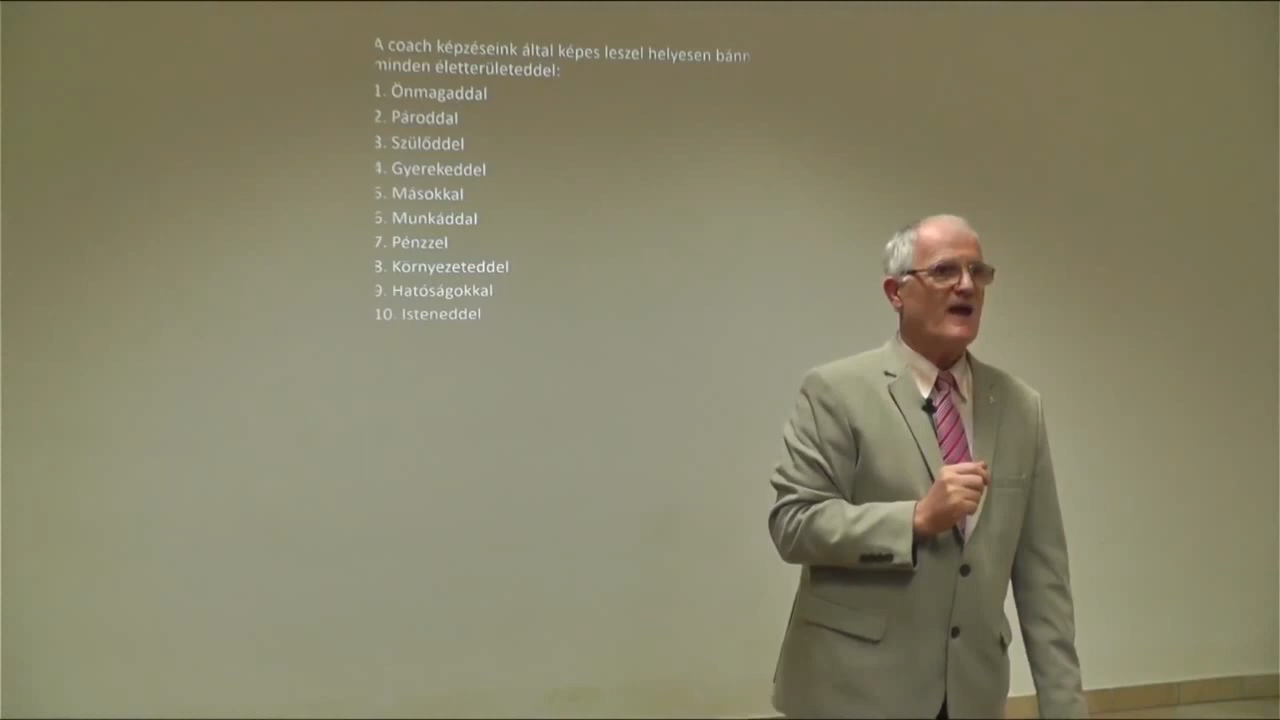 A coach képzéseink által képes leszel helyesen bánn
minden életterületeddel:
1. Önmagaddal
2. Pároddal
3. Szülőddel
4. Gyerekeddel
5. Másokkal
6. Munkáddal
7. Pénzzel
8. Környezeteddel
9. Hatóságokkal
10. Isteneddel